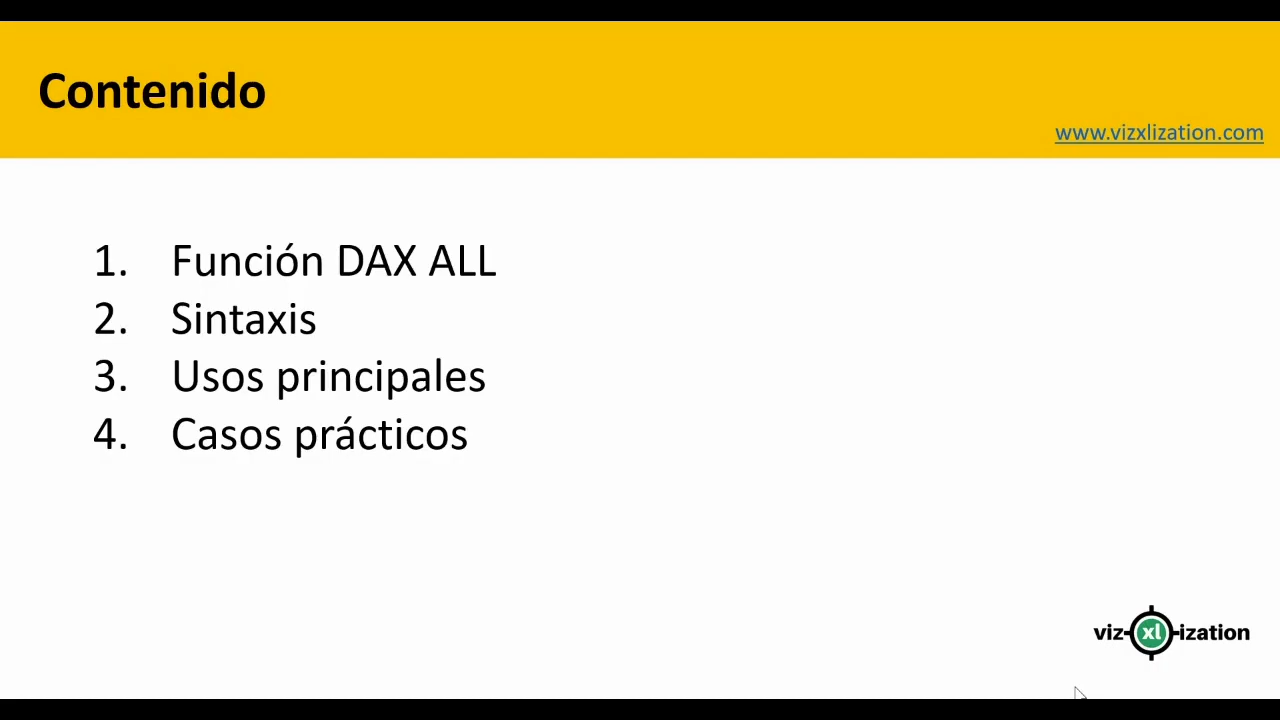 Contenido
www.vizxlization.com
1. Función DAX ALL
2. Sintaxis
3. Usos principales
4. Casos prácticos
viz xl ization